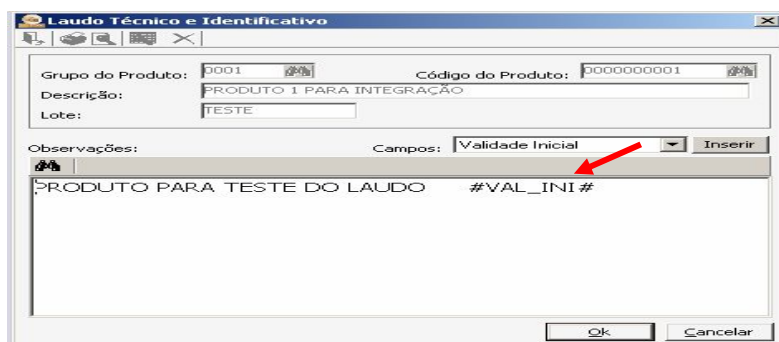 Laudo Técnico e Identificativo
Grupo do Produto: 0001 Código do Produto: 0000000001
Descrição: PRODUTO 1 PARA INTEGRAÇÃO
Lote: TESTE
Observações: Campos: Validade Inicial Inserir
PRODUTO PARA TESTE DO LAUDO #VAL_INI#
Ok Cancelar